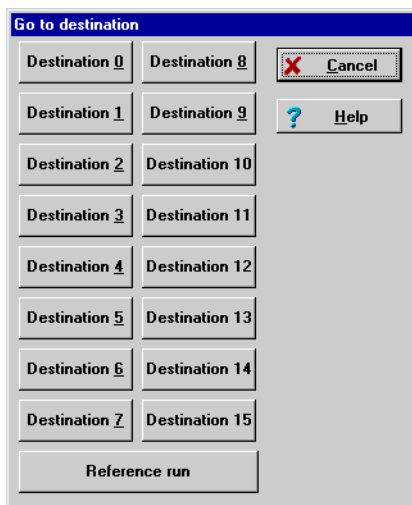 Go to destination
Destination 0 Destination 8 Cancel
Destination 1 Destination 9 Help
Destination 2 Destination 10
Destination 3 Destination 11
Destination 4 Destination 12
Destination 5 Destination 13
Destination 6 Destination 14
Destination 7 Destination 15
Reference run